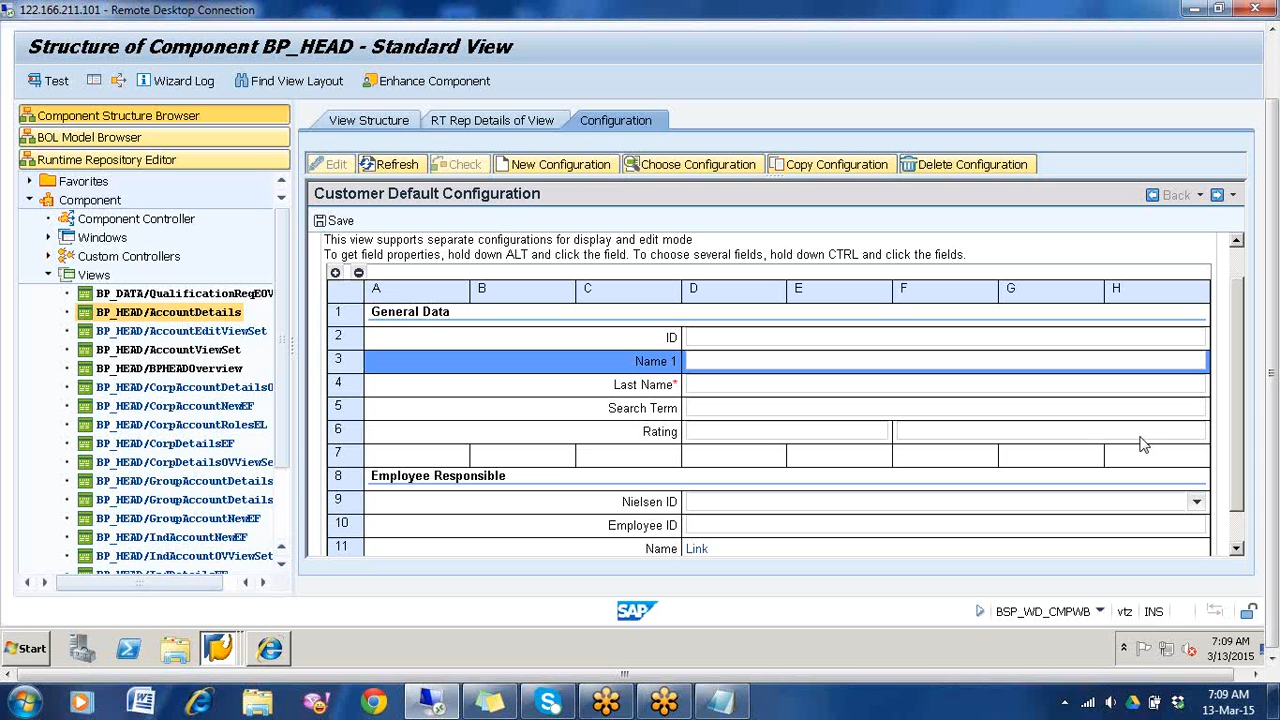 122.166.211.101 - Remote Desktop Connection
Structure of Component BP_HEAD - Standard View
Test Wizard Log Find View Layout Enhance Component
Component Structure Browser
BOL Model Browser
Runtime Repository Editor
Favorites
Component
Component Controller
Windows
Custom Controllers
Views
BP_DATA/QualificationReqEOV
BP_HEAD/AccountDetails
BP_HEAD/AccountEditViewSet
BP_HEAD/AccountViewSet
BP_HEAD/BPHEADOverview
BP_HEAD/CorpAccountDetailsO
BP_HEAD/CorpAccountNewEF
BP_HEAD/CorpAccountRolesEL
BP_HEAD/CorpDetailsEF
BP_HEAD/CorpDetailsOVViewSe
BP_HEAD/GroupAccountDetails
BP_HEAD/GroupAccountDetails
BP_HEAD/GroupAccountNewEF
BP_HEAD/IndAccountNewEF
BP_HEAD/IndAccountOVViewSet
View Structure RT Rep Details of View Configuration
Edit Refresh Check New Configuration Choose Configuration Copy Configuration Delete Configuration
Customer Default Configuration Back
Save
This view supports separate configurations for display and edit mode
To get field properties, hold down ALT and click the field. To choose several fields, hold down CTRL and click the fields.
A B C D E F G H
1 General Data
2 ID
3 Name 1
4 Last Name*
5 Search Term
6 Rating
7
8 Employee Responsible
9 Nielsen ID
10 Employee ID
11 Name Link
SAP BSP_WD_CMPWB vtz INS
Start 7:09 AM
3/13/2015
7:09 AM
13-Mar-15